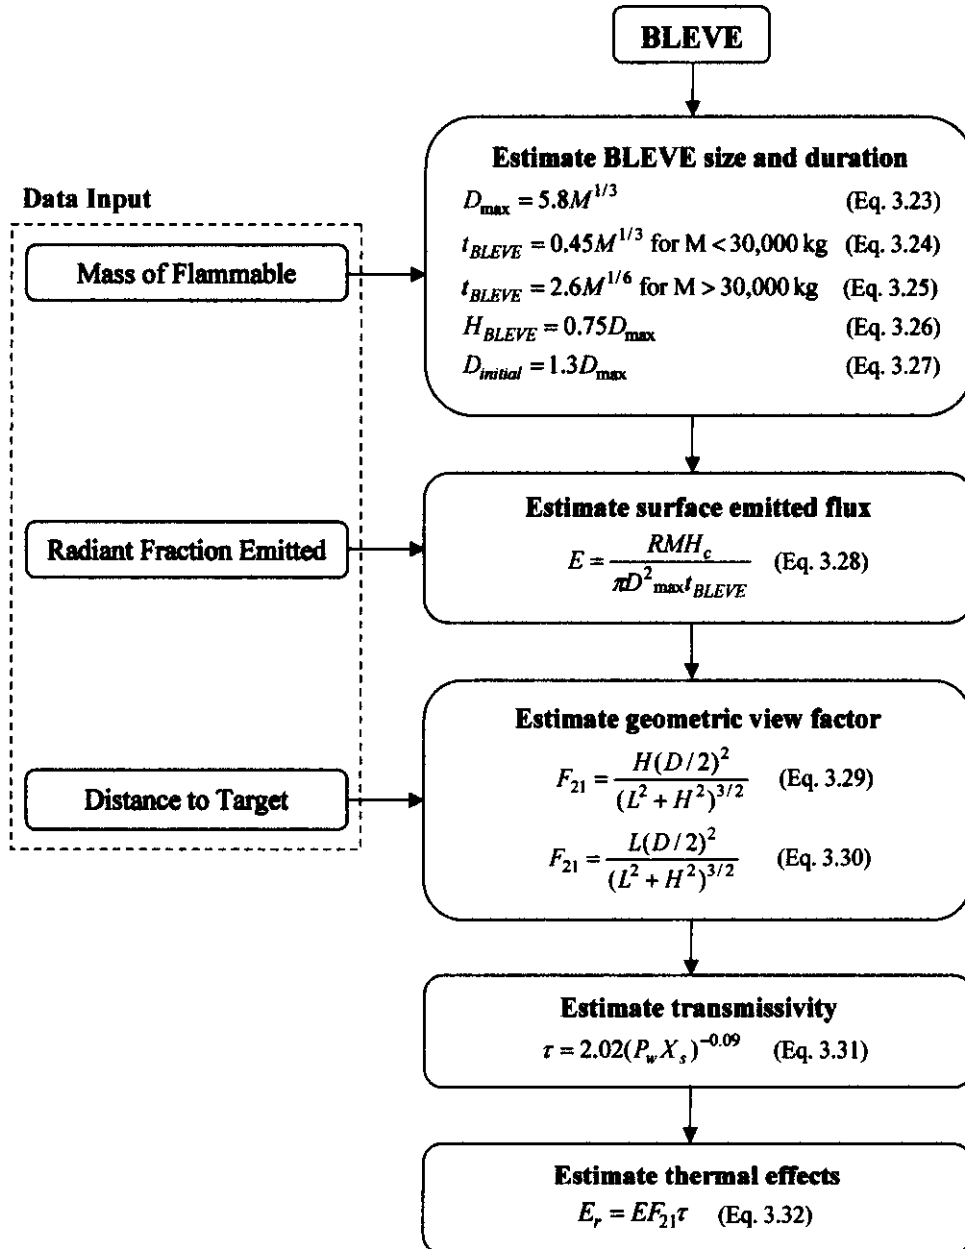 BLEVE
Estimate BLEVE size and duration
D_max = 5.8M^{1/3} (Eq. 3.23)
t_BLEVE = 0.45M^{1/3} for M < 30,000 kg (Eq. 3.24)
t_BLEVE = 2.6M^{1/6} for M > 30,000 kg (Eq. 3.25)
H_BLEVE = 0.75D_max (Eq. 3.26)
D_initial = 1.3D_max (Eq. 3.27)
Data Input
Mass of Flammable
Radiant Fraction Emitted
Distance to Target
Estimate surface emitted flux
E = RMH_c / πD²_max t_BLEVE (Eq. 3.28)
Estimate geometric view factor
F_21 = H(D/2)² / (L² + H²)^{3/2} (Eq. 3.29)
F_21 = L(D/2)² / (L² + H²)^{3/2} (Eq. 3.30)
Estimate transmissivity
τ = 2.02(P_w X_s)^{-0.09} (Eq. 3.31)
Estimate thermal effects
E_r = EF_21τ (Eq. 3.32)